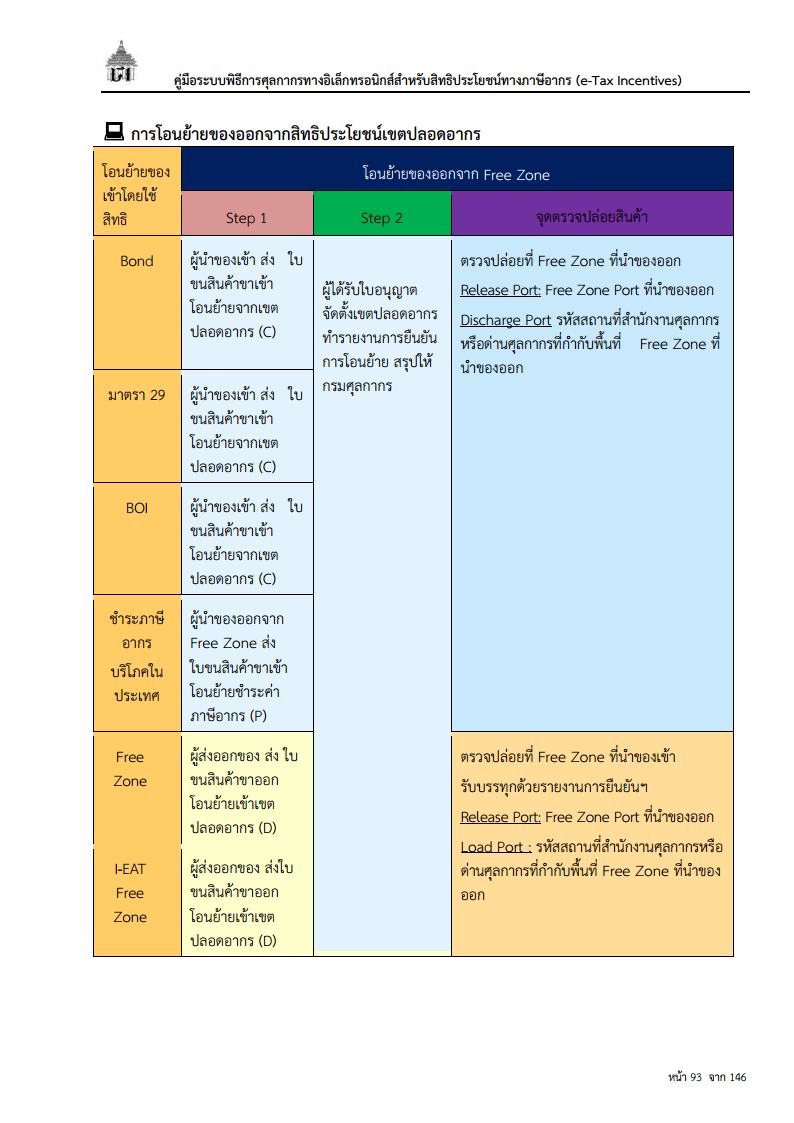 คู่มือระบบพิธีการศุลกากรทางอิเล็กทรอนิกส์สำหรับสิทธิประโยชน์ทางภาษีอากร (e-Tax Incentives)
การโอนย้ายของออกจากสิทธิประโยชน์เขตปลอดอากร
โอนย้ายของ
เข้าโดยใช้
สิทธิ
โอนย้ายของออกจาก Free Zone
Step 1
Step 2
จุดตรวจปล่อยสินค้า
Bond
ผู้นำของเข้า ส่ง ใบ
ขนสินค้าขาเข้า
โอนย้ายจากเขต
ปลอดอากร (C)
ผู้ได้รับใบอนุญาต
จัดตั้งเขตปลอดอากร
ทำรายงานการยืนยัน
การโอนย้าย สรุปให้
กรมศุลกากร
ตรวจปล่อยที่ Free Zone ที่นำของออก
Release Port: Free Zone Port ที่นำของออก
Discharge Port รหัสสถานที่สำนักงานศุลกากร
หรือด่านศุลกากรที่กำกับพื้นที่ Free Zone ที่
นำของออก
มาตรา 29
ผู้นำของเข้า ส่ง ใบ
ขนสินค้าขาเข้า
โอนย้ายจากเขต
ปลอดอากร (C)
BOI
ผู้นำของเข้า ส่ง ใบ
ขนสินค้าขาเข้า
โอนย้ายจากเขต
ปลอดอากร (C)
ชำระภาษี
อากร
บริโภคใน
ประเทศ
ผู้นำของออกจาก
Free Zone ส่ง
ใบขนสินค้าขาเข้า
โอนย้ายชำระค่า
ภาษีอากร (P)
Free
Zone
ผู้ส่งออกของ ส่ง ใบ
ขนสินค้าขาออก
โอนย้ายเข้าเขต
ปลอดอากร (D)
ตรวจปล่อยที่ Free Zone ที่นำของเข้า
รับบรรทุกด้วยรายงานการยืนยันฯ
Release Port: Free Zone Port ที่นำของออก
Load Port : รหัสสถานที่สำนักงานศุลกากรหรือ
ด่านศุลกากรที่กำกับพื้นที่ Free Zone ที่นำของ
ออก
I-EAT
Free
Zone
ผู้ส่งออกของ ส่งใบ
ขนสินค้าขาออก
โอนย้ายเข้าเขต
ปลอดอากร (D)
หน้า 93 จาก 146